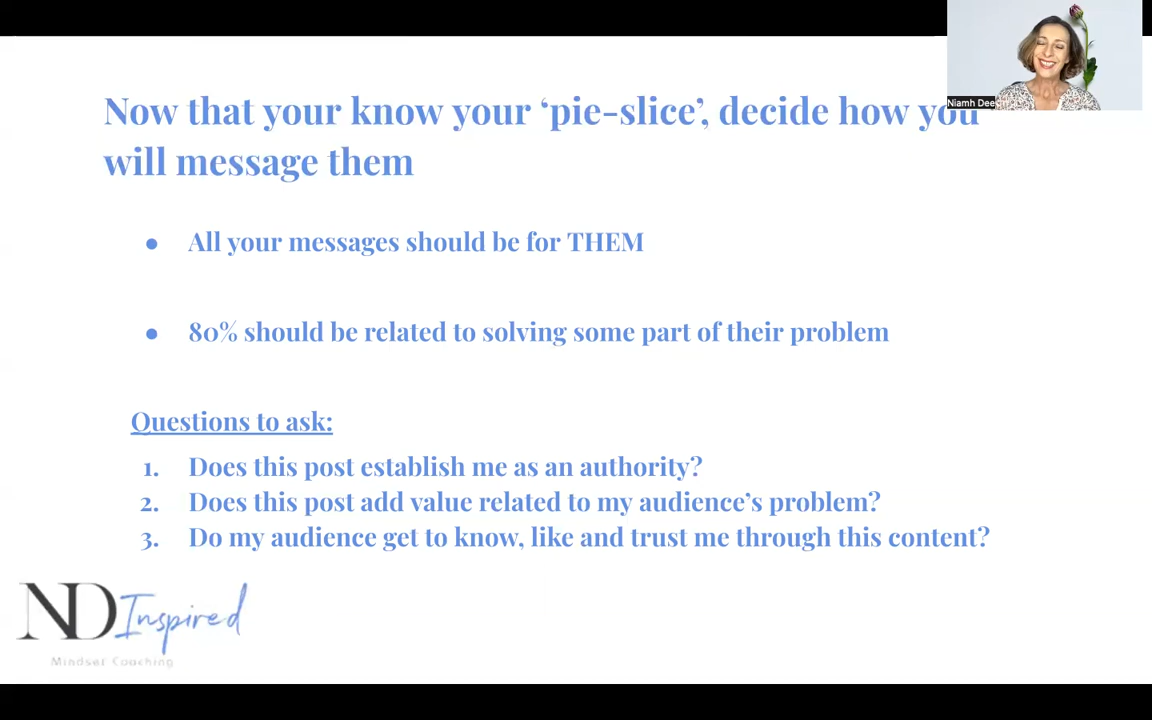 Now that your know your ‘pie-slice’, decide how you
will message them
● All your messages should be for THEM
● 80% should be related to solving some part of their problem
Questions to ask:
1. Does this post establish me as an authority?
2. Does this post add value related to my audience’s problem?
3. Do my audience get to know, like and trust me through this content?
ND Inspired
Mindset Coaching
Niamh